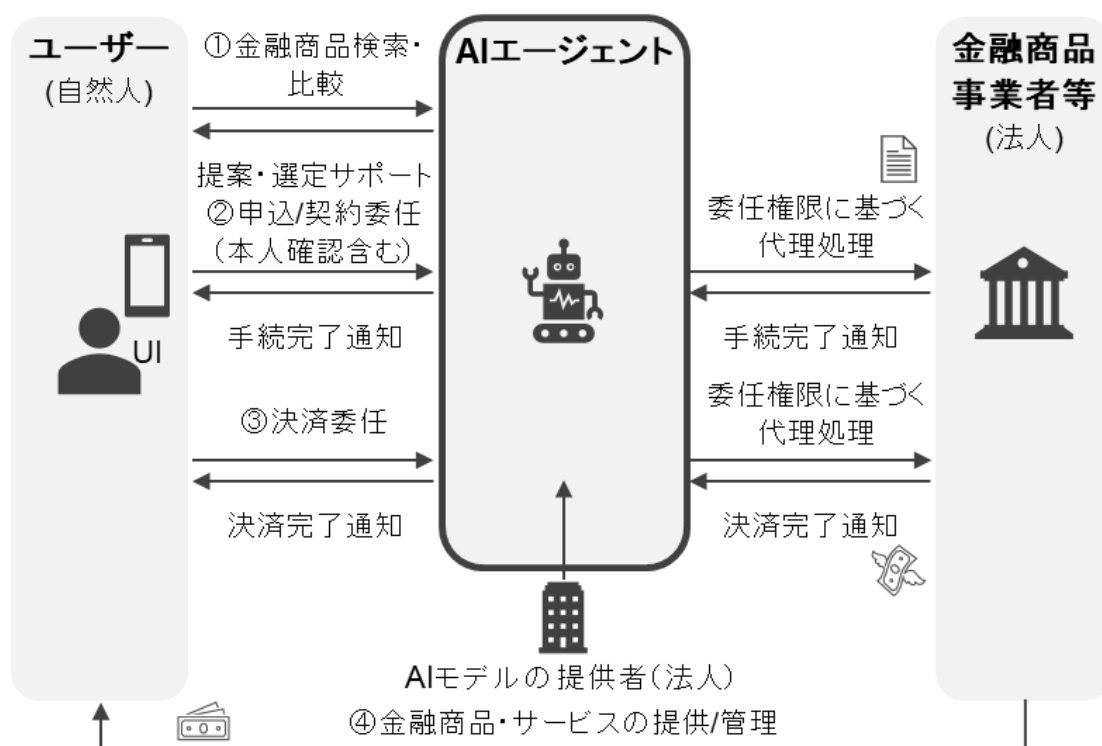 ユーザー
(自然人)
①金融商品検索・
比較
提案・選定サポート
②申込/契約委任
(本人確認含む)
手続完了通知
UI
③決済委任
決済完了通知
AIエージェント
委任権限に基づく
代理処理
手続完了通知
委任権限に基づく
代理処理
決済完了通知
金融商品
事業者等
(法人)
AIモデルの提供者(法人)
④金融商品・サービスの提供/管理